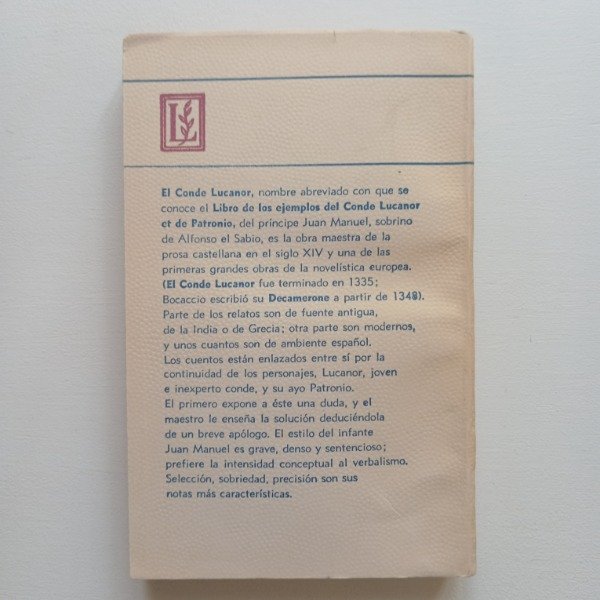 L
El Conde Lucanor, nombre abreviado con que se
conoce el Libro de los ejemplos del Conde Lucanor
et de Patronio, del príncipe Juan Manuel, sobrino
de Alfonso el Sabio, es la obra maestra de la
prosa castellana en el siglo XIV y una de las
primeras grandes obras de la novelística europea.
(El Conde Lucanor fue terminado en 1335;
Bocaccio escribió su Decamerone a partir de 1348).
Parte de los relatos son de fuente antigua,
de la India o de Grecia; otra parte son modernos,
y unos cuantos son de ambiente español.
Los cuentos están enlazados entre sí por la
continuidad de los personajes, Lucanor, joven
e inexperto conde, y su ayo Patronio.
El primero expone a éste una duda, y el
maestro le enseña la solución deduciéndola
de un breve apólogo. El estilo del infante
Juan Manuel es grave, denso y sentencioso;
prefiere la intensidad conceptual al verbalismo.
Selección, sobriedad, precisión son sus
notas más características.